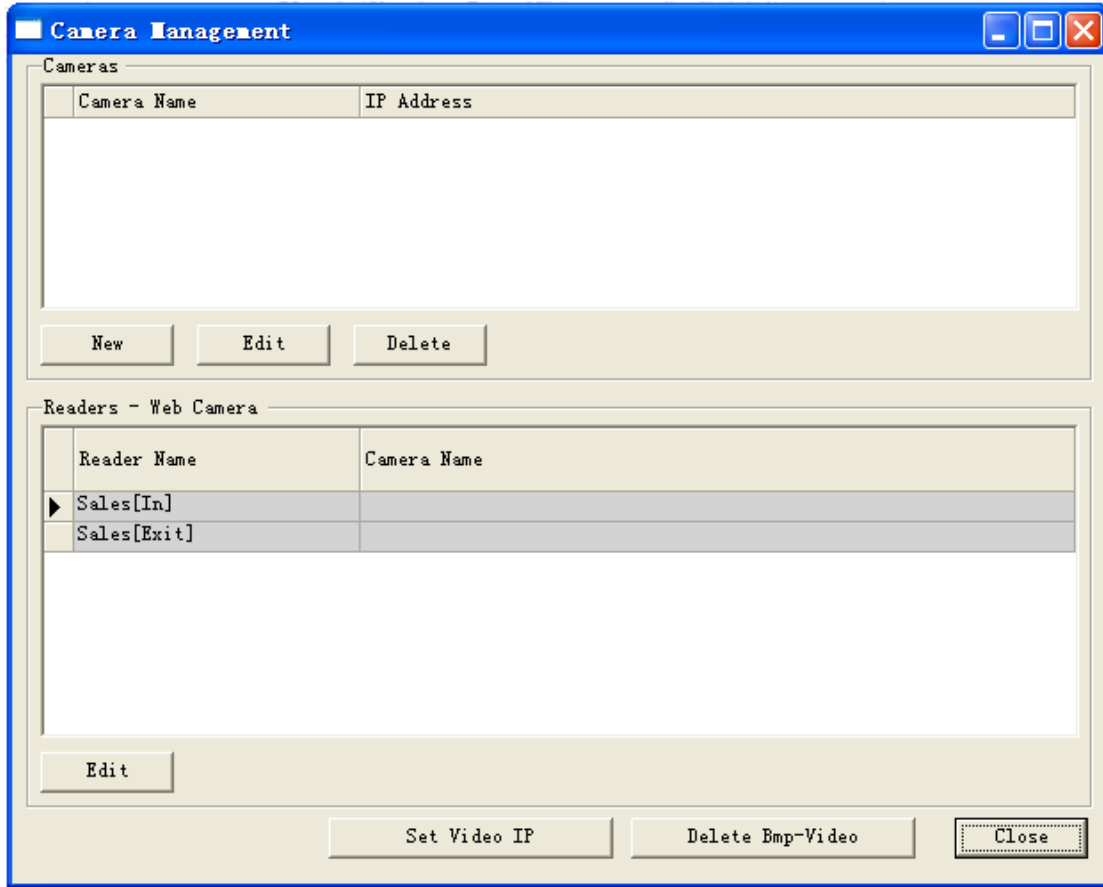 Camera Management
Cameras
Camera Name IP Address
New Edit Delete
Readers - Web Camera
Reader Name Camera Name
Sales[In]
Sales[Exit]
Edit
Set Video IP Delete Bmp-Video Close